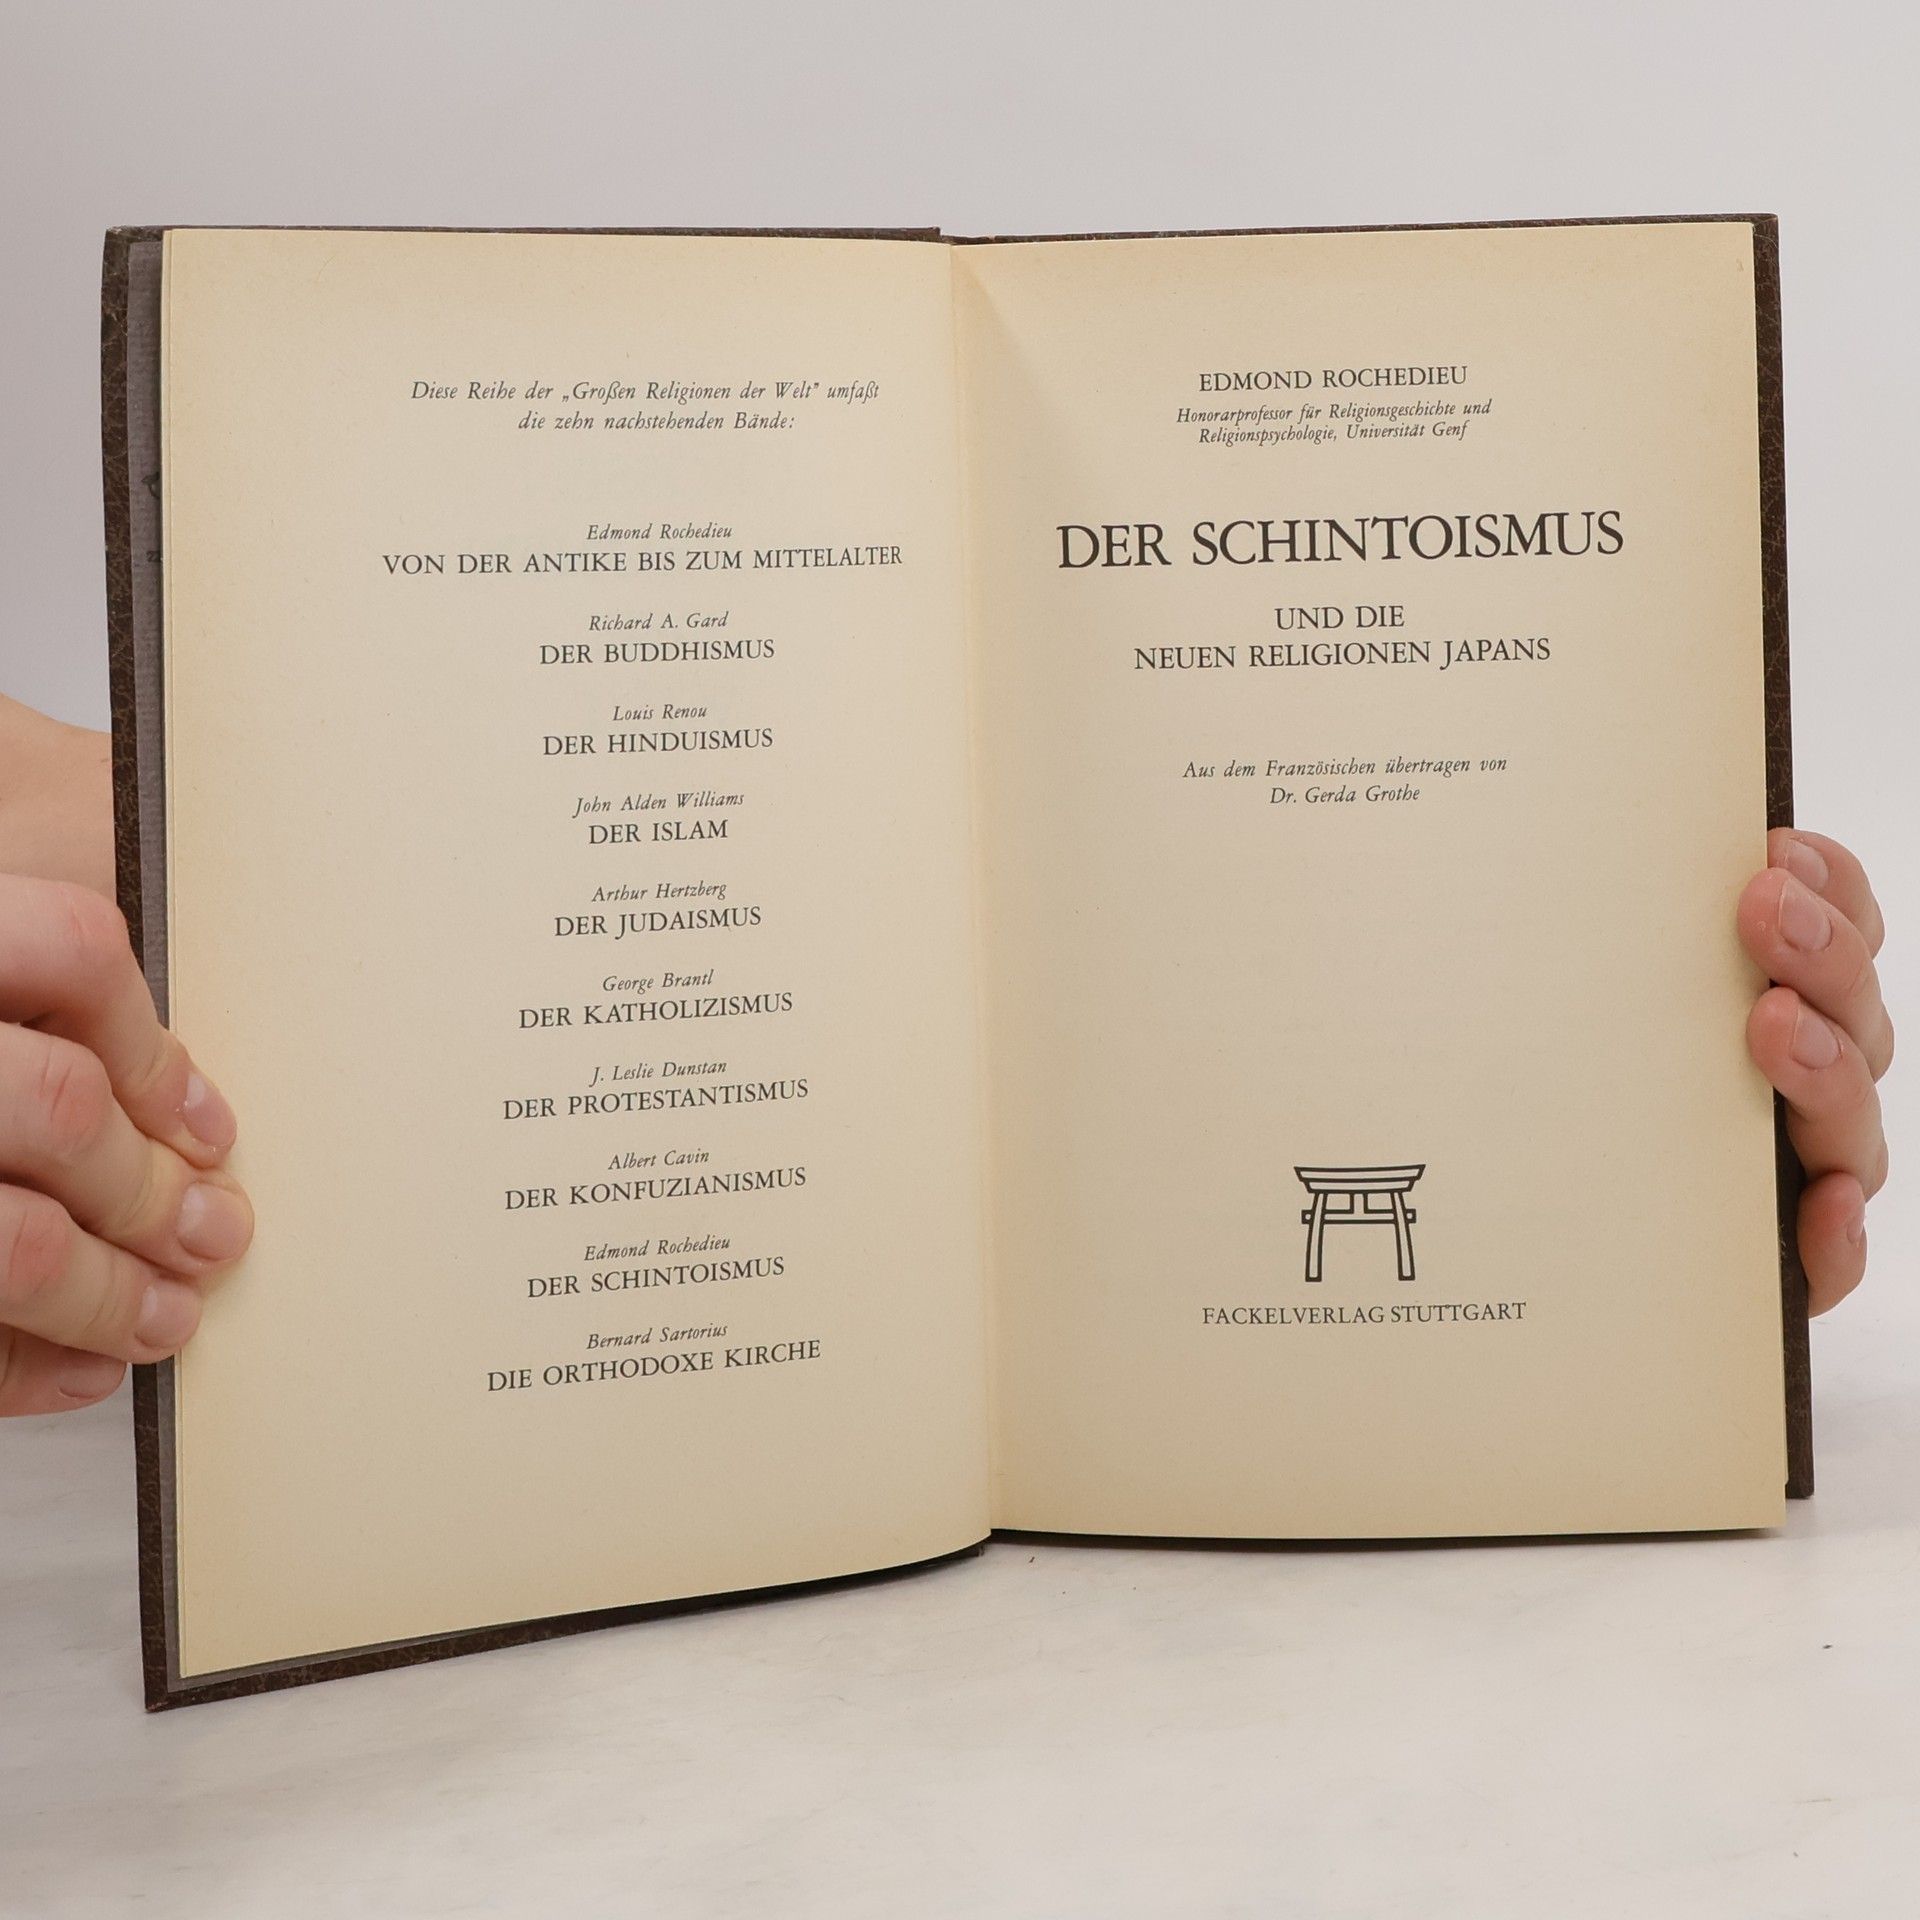 Diese Reihe der „Großen Religionen der Welt" umfaßt
die zehn nachstehenden Bände:
Edmond Rochedieu
VON DER ANTIKE BIS ZUM MITTELALTER
Richard A. Gard
DER BUDDHISMUS
Louis Renou
DER HINDUISMUS
John Alden Williams
DER ISLAM
Arthur Hertzberg
DER JUDAISMUS
George Brantl
DER KATHOLIZISMUS
J. Leslie Dunstan
DER PROTESTANTISMUS
Albert Cavin
DER KONFUZIANISMUS
Edmond Rochedieu
DER SCHINTOISMUS
Bernard Sartorius
DIE ORTHODOXE KIRCHE
EDMOND ROCHEDIEU
Honorarprofessor für Religionsgeschichte und
Religionspsychologie, Universität Genf
DER SCHINTOISMUS
UND DIE
NEUEN RELIGIONEN JAPANS
Aus dem Französischen übertragen von
Dr. Gerda Grothe
FACKELVERLAG STUTTGART